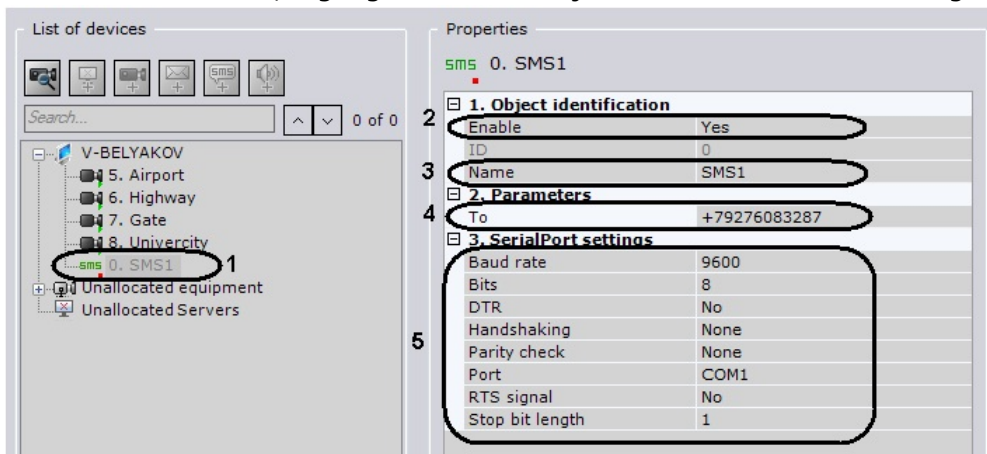 List of devices
sms
Search...
0 of 0
V-BELYAKOV
5. Airport
6. Highway
7. Gate
8. Univercity
sms 0. SMS1 1
Unallocated equipment
Unallocated Servers
Properties
sms 0. SMS1
1. Object identification
2 Enable Yes
ID 0
3 Name SMS1
2. Parameters
4 To +79276083287
3. SerialPort settings
Baud rate 9600
Bits 8
DTR No
Handshaking None
5 Parity check None
Port COM1
RTS signal No
Stop bit length 1